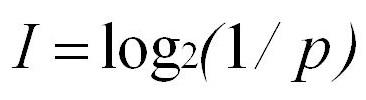 I = log₂(1/ p)